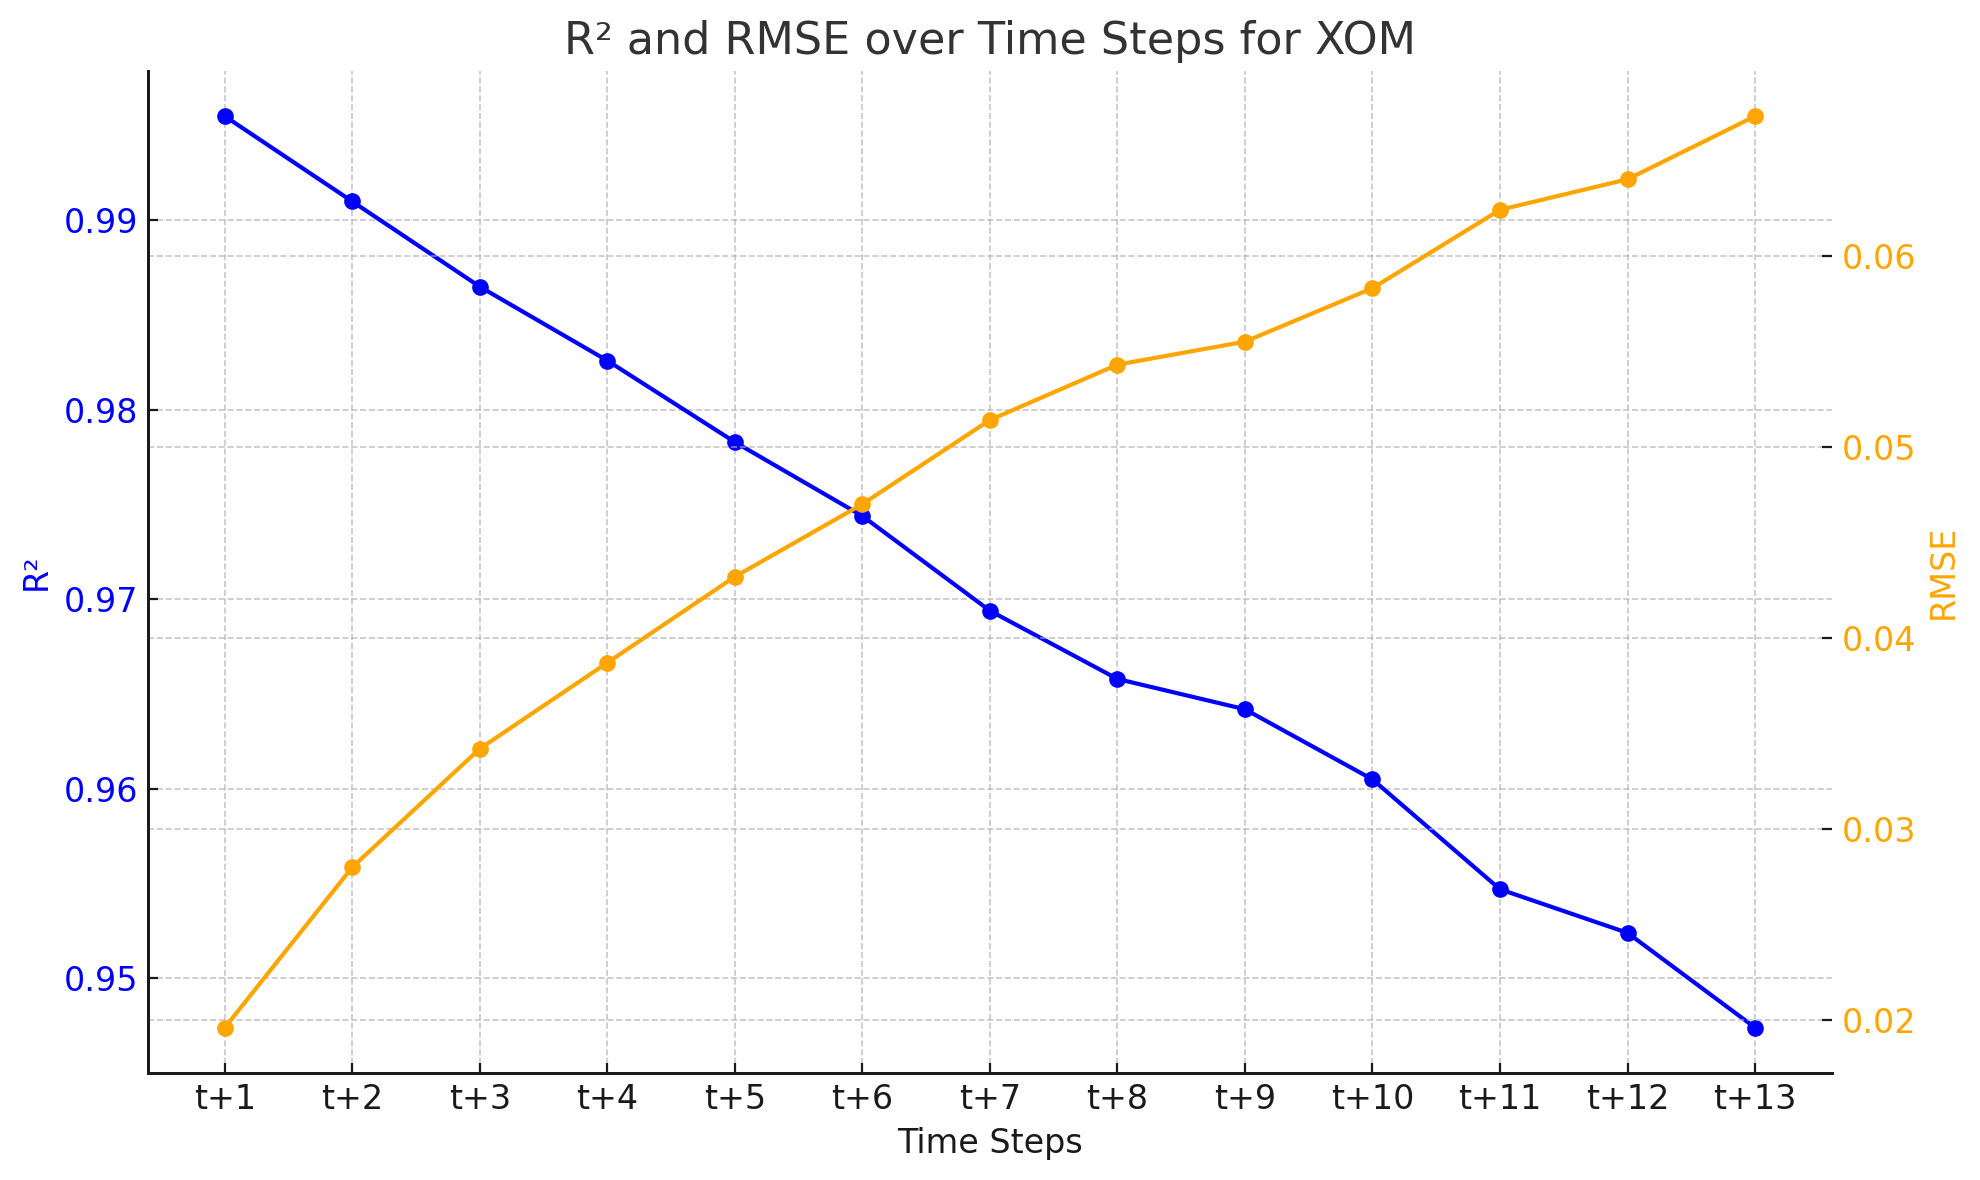 R² and RMSE over Time Steps for XOM
0.99
0.98
0.97
0.96
0.95
R²
0.06
0.05
0.04
0.03
0.02
RMSE
t+1 t+2 t+3 t+4 t+5 t+6 t+7 t+8 t+9 t+10 t+11 t+12 t+13
Time Steps